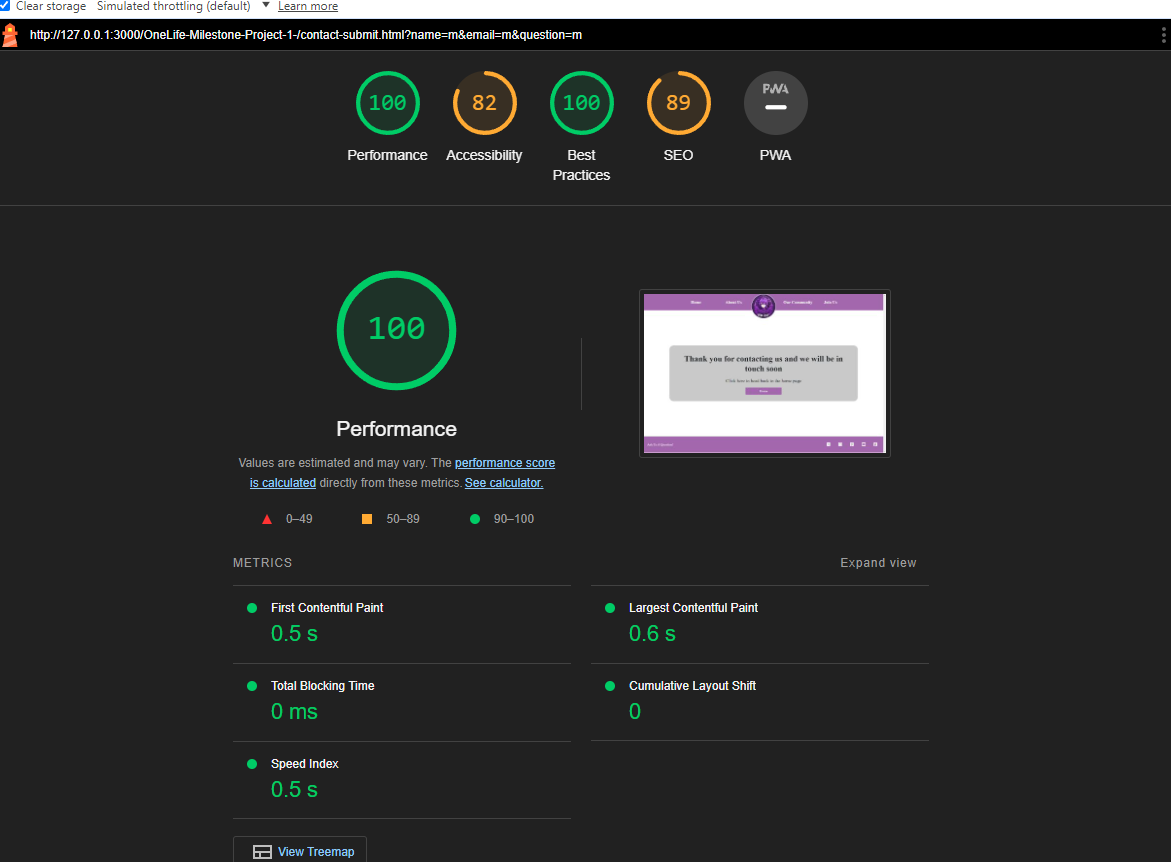 Clear storage Simulated throttling (default) Learn more
http://127.0.0.1:3000/OneLife-Milestone-Project-1-/contact-submit.html?name=m&email=m&question=m
100 82 100 89 PWA
Performance Accessibility Best Practices SEO PWA
100
Performance
Values are estimated and may vary. The performance score
is calculated directly from these metrics. See calculator.
0–49 50–89 90–100
Home About Us Our Community Join Us
Thank you for contacting us and we will be in
touch soon
Click here to head back to the home page
Home
METRICS Expand view
First Contentful Paint
0.5 s
Largest Contentful Paint
0.6 s
Total Blocking Time
0 ms
Cumulative Layout Shift
0
Speed Index
0.5 s
View Treemap